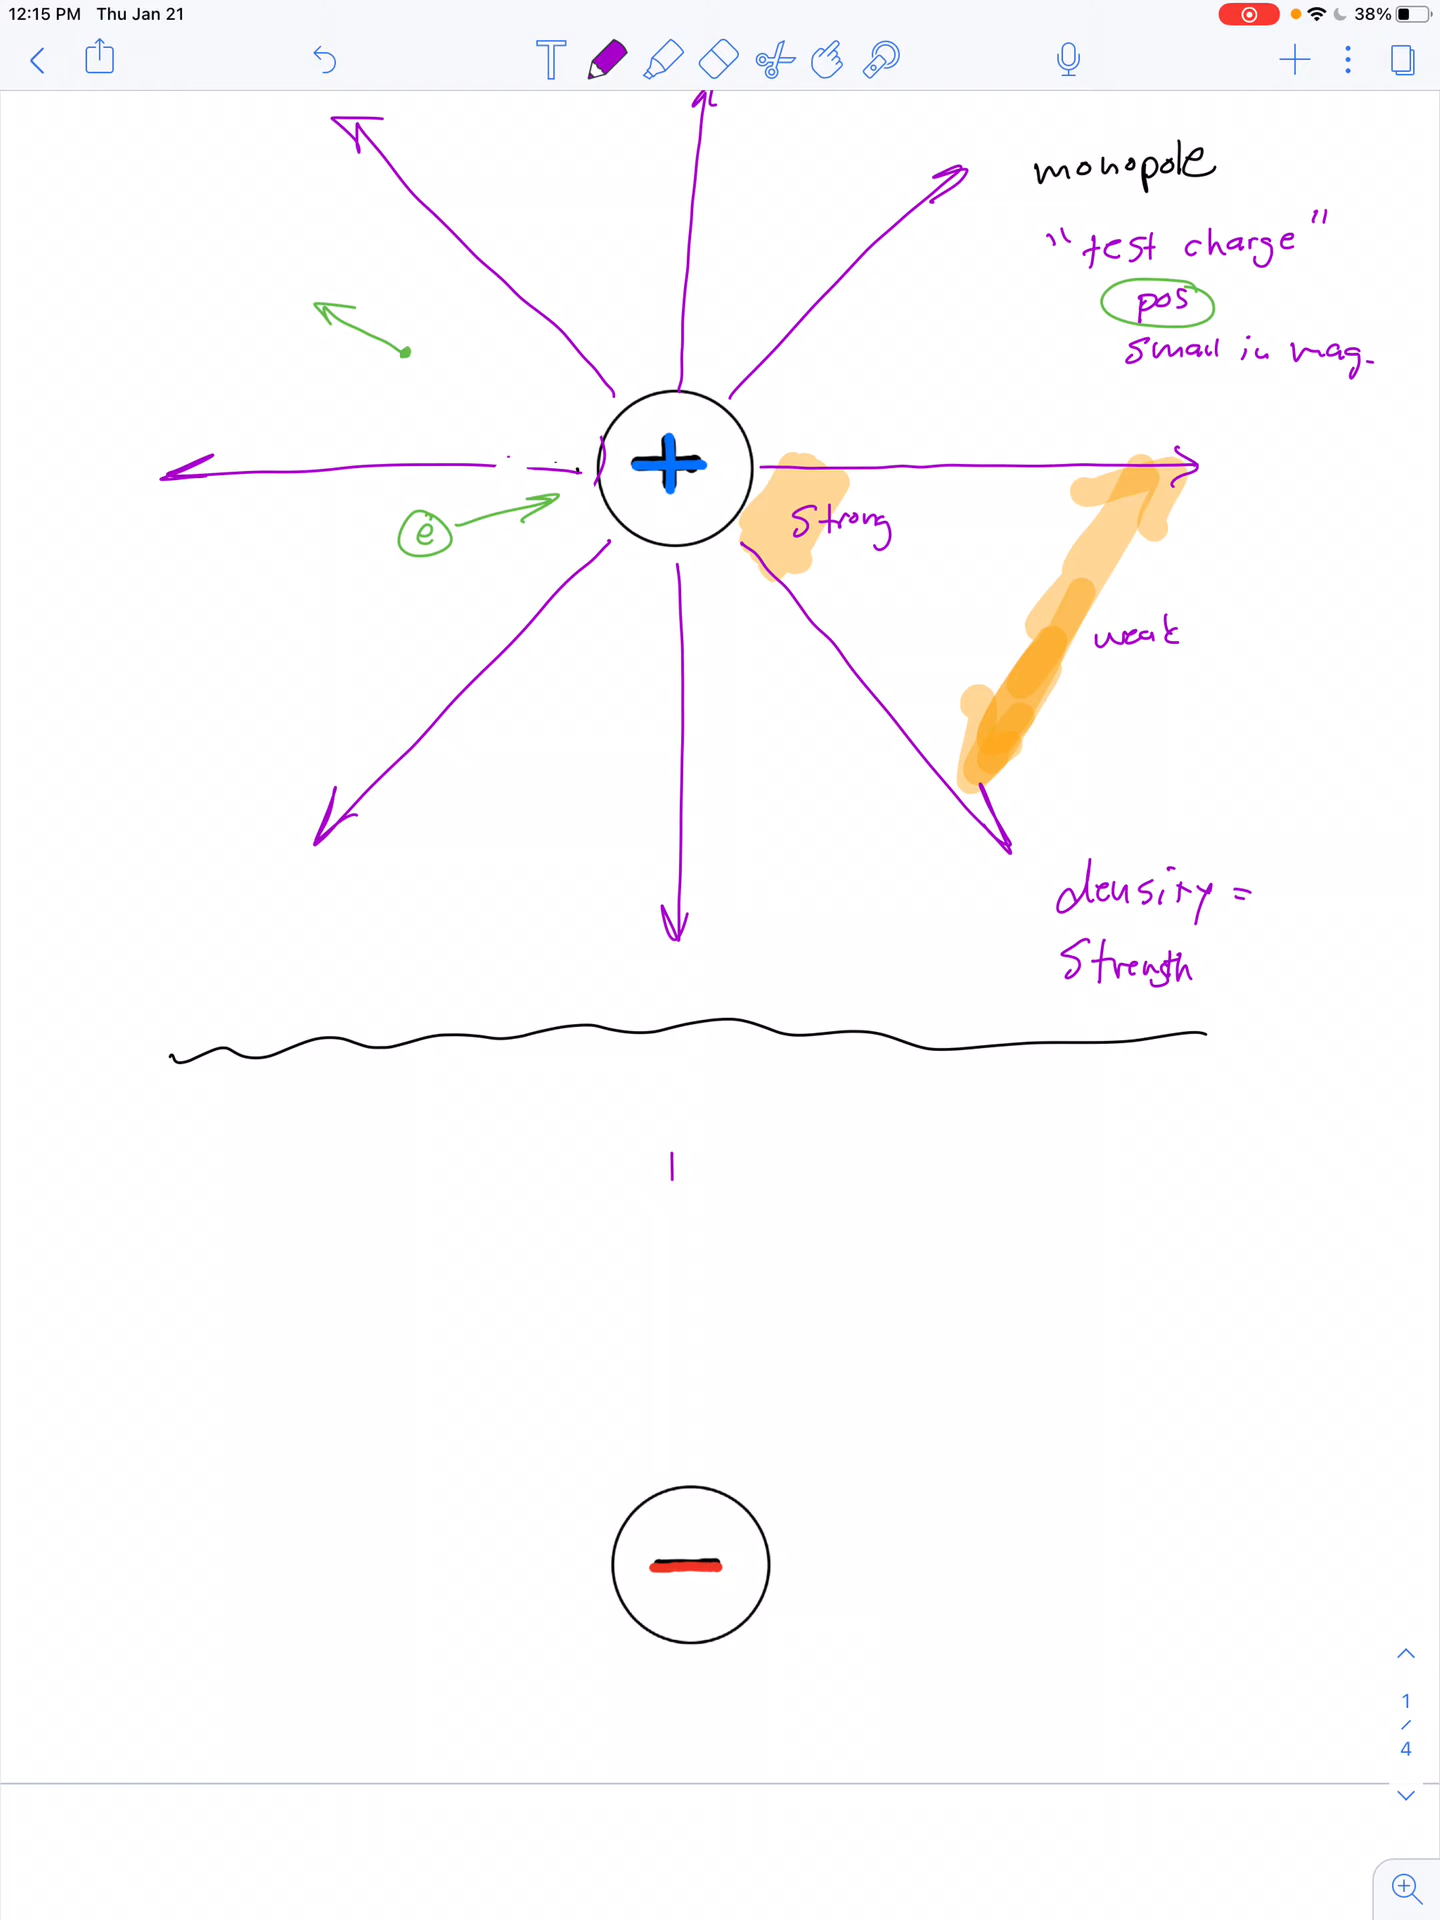 12:15 PM Thu Jan 21
38%
T
monopole
"test charge"
pos
small in mag.
+
e
strong
weak
density =
strength
1
/
4